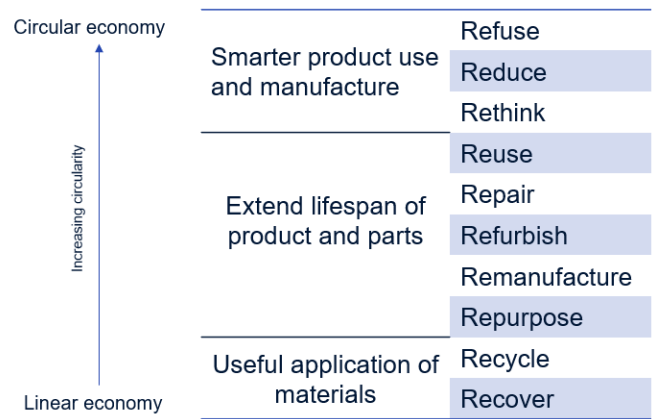 Circular economy
Increasing circularity
Linear economy
Smarter product use
and manufacture
Refuse
Reduce
Rethink
Extend lifespan of
product and parts
Reuse
Repair
Refurbish
Remanufacture
Repurpose
Useful application of
materials
Recycle
Recover